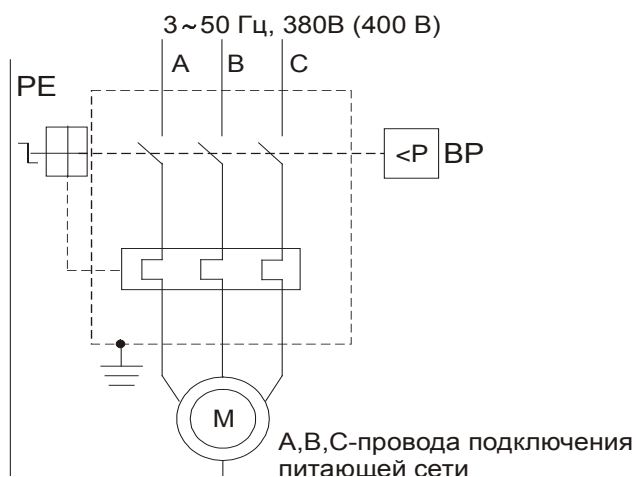 3~50 Гц, 380В (400 В)
A B C
PE
<P BP
M
А,В,С-провода подключения
питающей сети